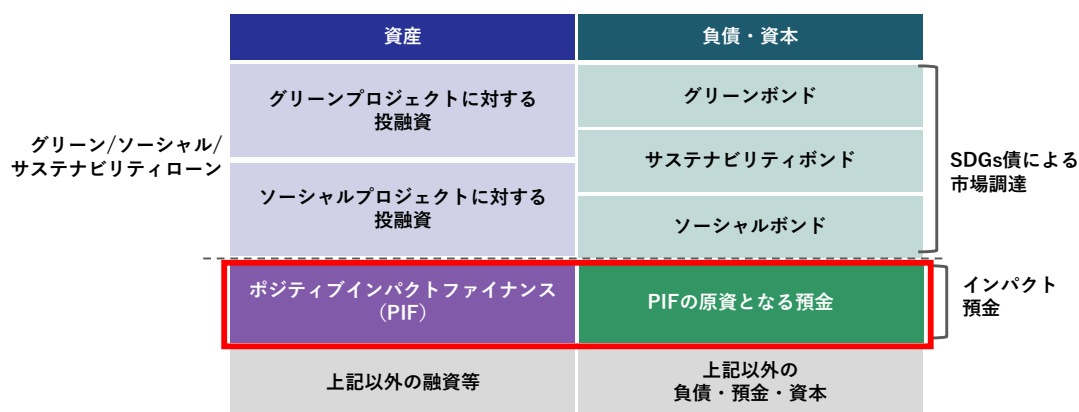 資産
負債・資本
グリーン/ソーシャル/
サステナビリティローン
グリーンプロジェクトに対する
投融資
ソーシャルプロジェクトに対する
投融資
グリーンボンド
サステナビリティボンド
ソーシャルボンド
SDGs債による
市場調達
ポジティブインパクトファイナンス
（PIF）
PIFの原資となる預金
インパクト
預金
上記以外の融資等
上記以外の
負債・預金・資本